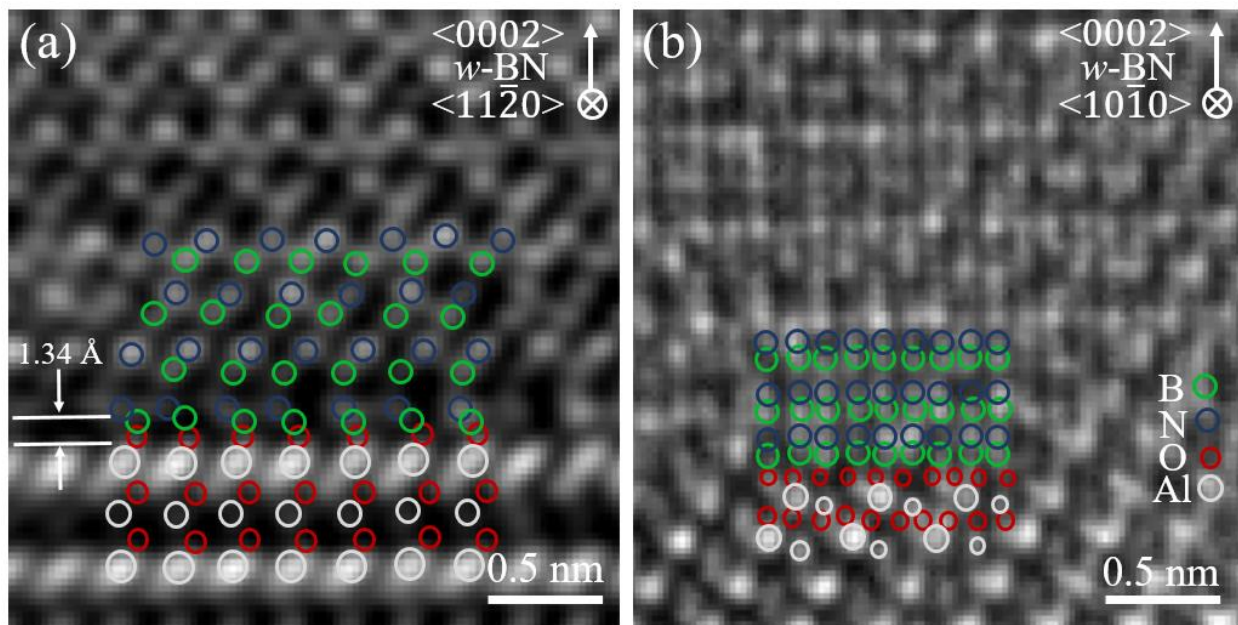 (a)
<0002>
w-BN
<112̄0>
1.34 Å
0.5 nm
(b)
<0002>
w-BN
<101̄0>
B
N
O
Al
0.5 nm